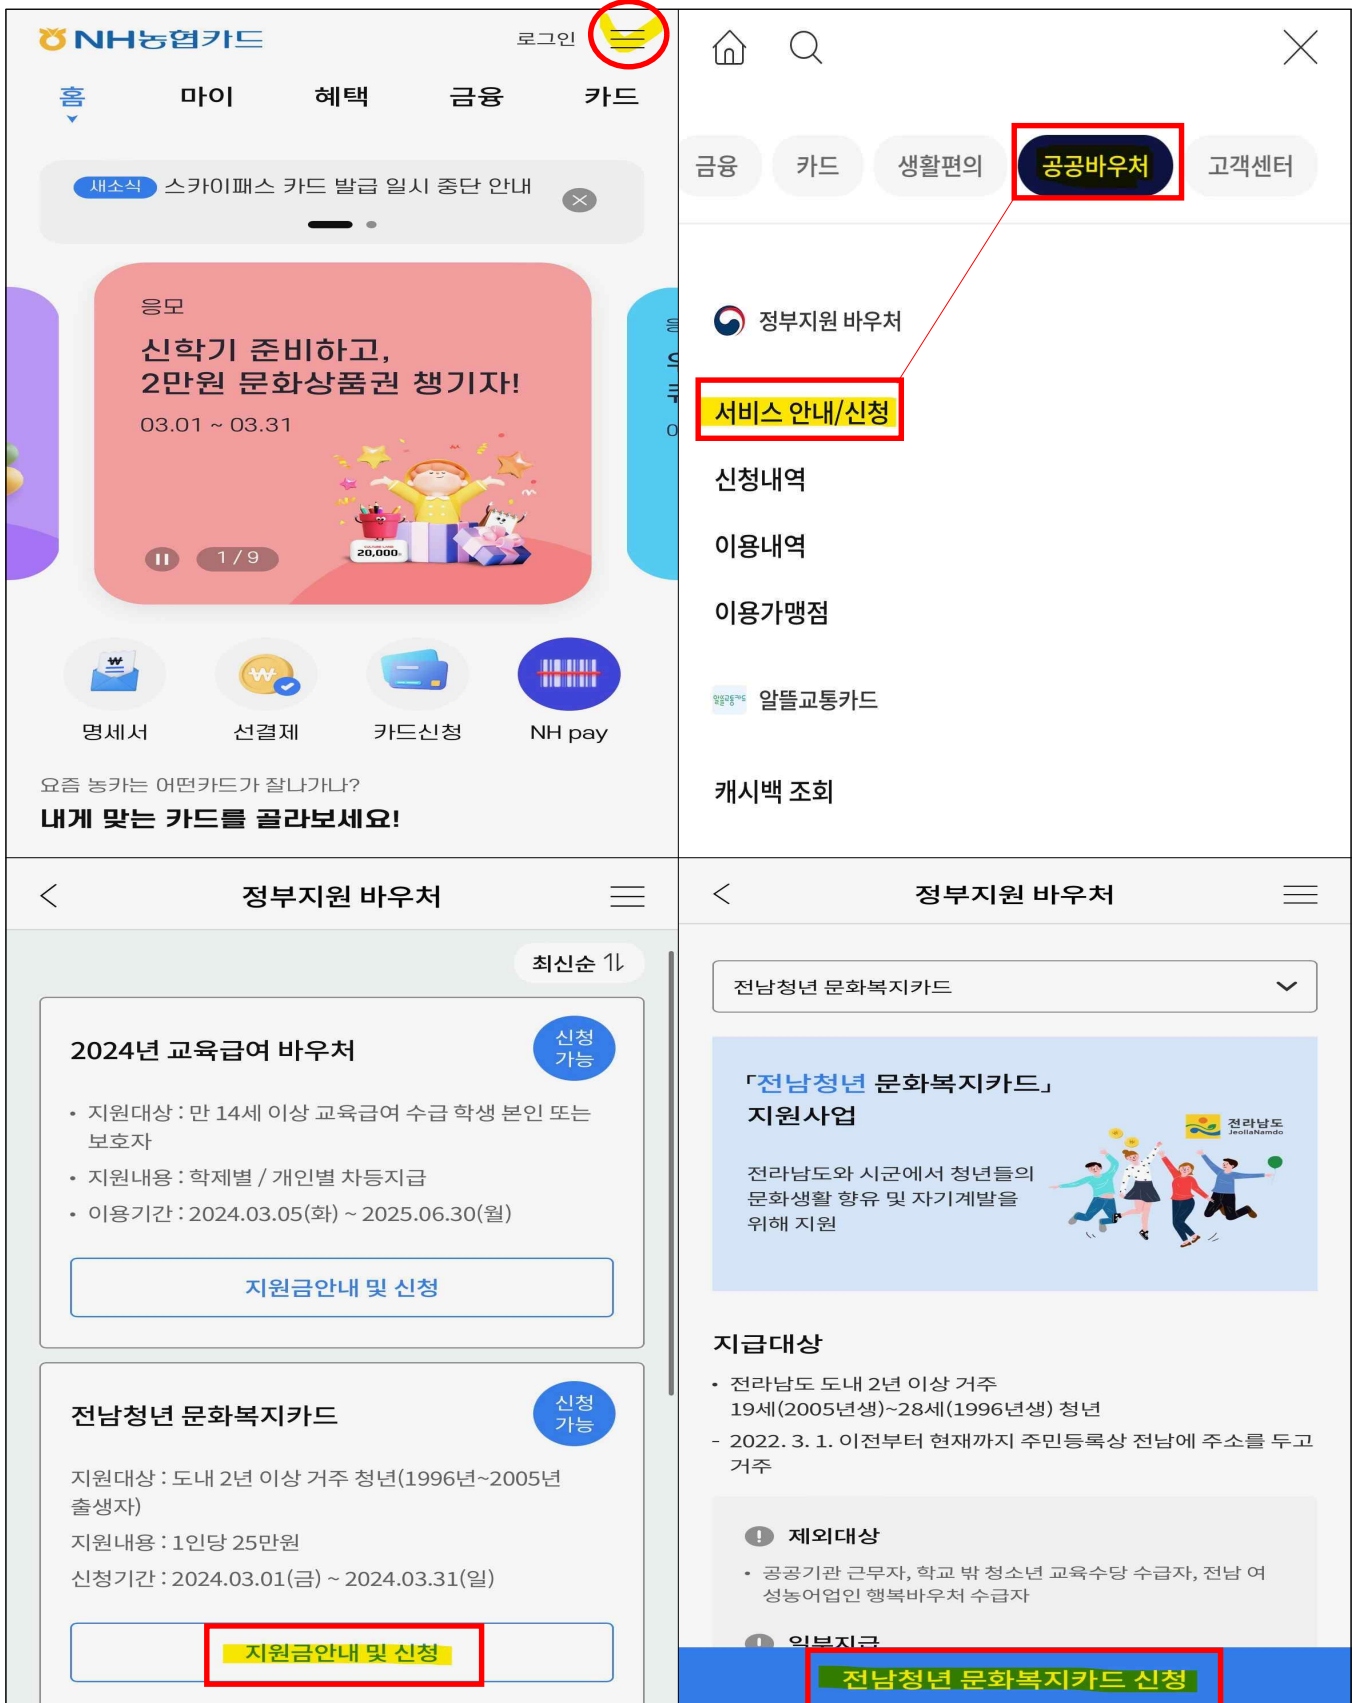 NH농협카드
로그인
홈 마이 혜택 금융 카드
새소식 스카이패스 카드 발급 일시 중단 안내
응모
신학기 준비하고,
2만원 문화상품권 챙기자!
03.01 ~ 03.31
20,000
1 / 9
명세서 선결제 카드신청 NH pay
요즘 농카는 어떤카드가 잘나가나?
내게 맞는 카드를 골라보세요!
금융 카드 생활편의 공공바우처 고객센터
정부지원 바우처
서비스 안내/신청
신청내역
이용내역
이용가맹점
알뜰교통카드 알뜰교통카드
캐시백 조회
정부지원 바우처
최신순
2024년 교육급여 바우처
신청
가능
• 지원대상 : 만 14세 이상 교육급여 수급 학생 본인 또는
보호자
• 지원내용 : 학제별 / 개인별 차등지급
• 이용기간 : 2024.03.05(화) ~ 2025.06.30(월)
지원금안내 및 신청
전남청년 문화복지카드
신청
가능
지원대상 : 도내 2년 이상 거주 청년(1996년~2005년
출생자)
지원내용 : 1인당 25만원
신청기간 : 2024.03.01(금) ~ 2024.03.31(일)
지원금안내 및 신청
정부지원 바우처
전남청년 문화복지카드
「전남청년 문화복지카드」
지원사업
전라남도
JeollaNamdo
전라남도와 시군에서 청년들의
문화생활 향유 및 자기계발을
위해 지원
지급대상
• 전라남도 도내 2년 이상 거주
19세(2005년생)~28세(1996년생) 청년
- 2022. 3. 1. 이전부터 현재까지 주민등록상 전남에 주소를 두고
거주
제외대상
• 공공기관 근무자, 학교 밖 청소년 교육수당 수급자, 전남 여
성농어업인 행복바우처 수급자
일부지급
전남청년 문화복지카드 신청